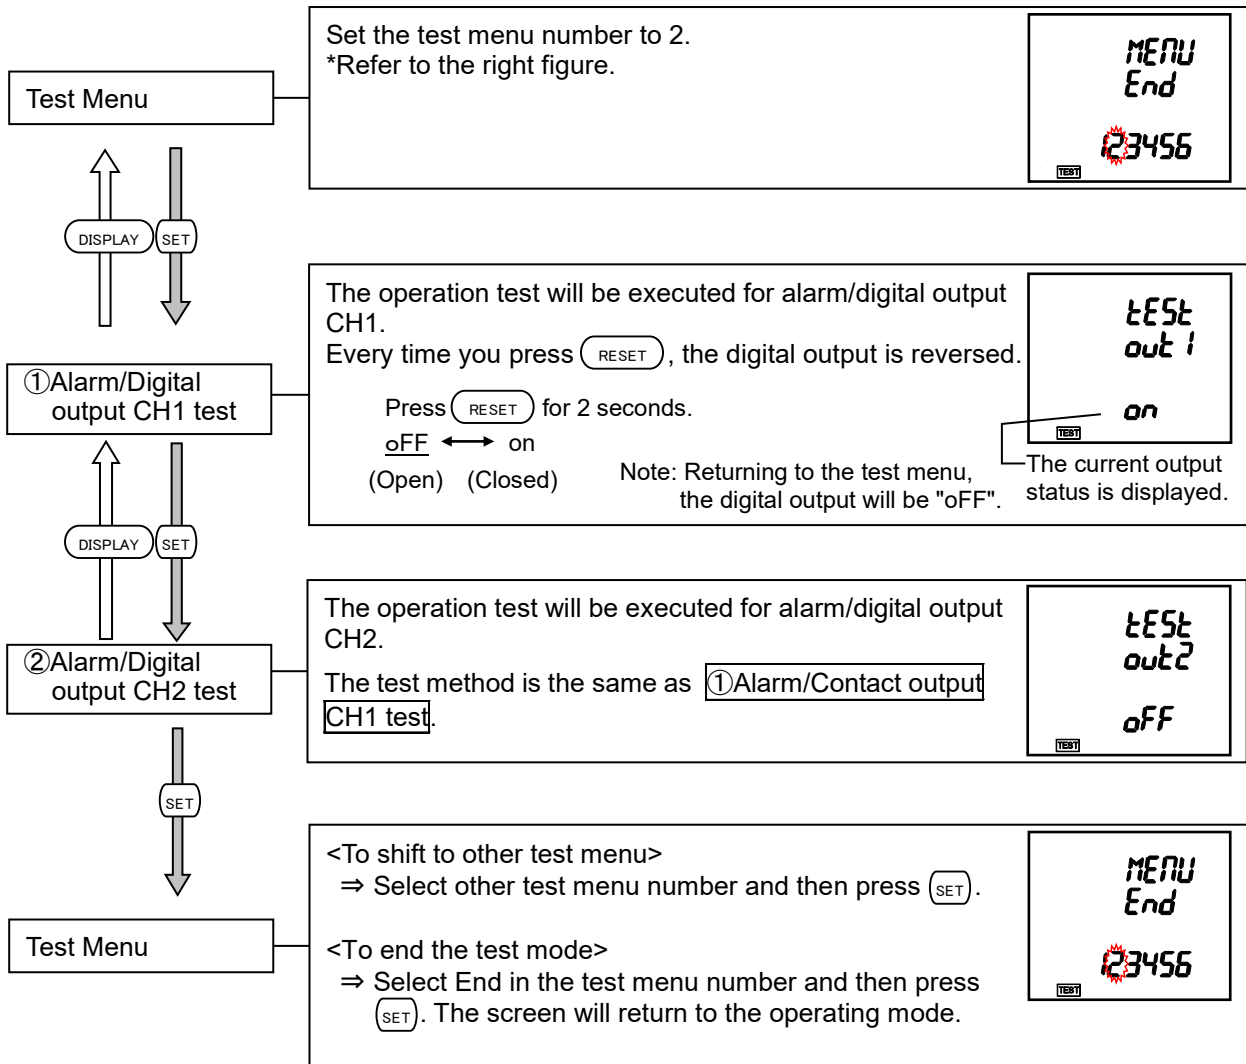 Test Menu
Set the test menu number to 2.
*Refer to the right figure.
MENU
End
123456
TEST
DISPLAY
SET
①Alarm/Digital
output CH1 test
The operation test will be executed for alarm/digital output
CH1.
Every time you press RESET, the digital output is reversed.
Press RESET for 2 seconds.
oFF ⟷ on
(Open) (Closed)
Note: Returning to the test menu,
the digital output will be "oFF".
tESt
out1
on
TEST
The current output
status is displayed.
DISPLAY
SET
②Alarm/Digital
output CH2 test
The operation test will be executed for alarm/digital output
CH2.
The test method is the same as ①Alarm/Contact output
CH1 test.
tESt
out2
oFF
TEST
SET
Test Menu
<To shift to other test menu>
⇒ Select other test menu number and then press SET.
<To end the test mode>
⇒ Select End in the test menu number and then press
SET. The screen will return to the operating mode.
MENU
End
123456
TEST